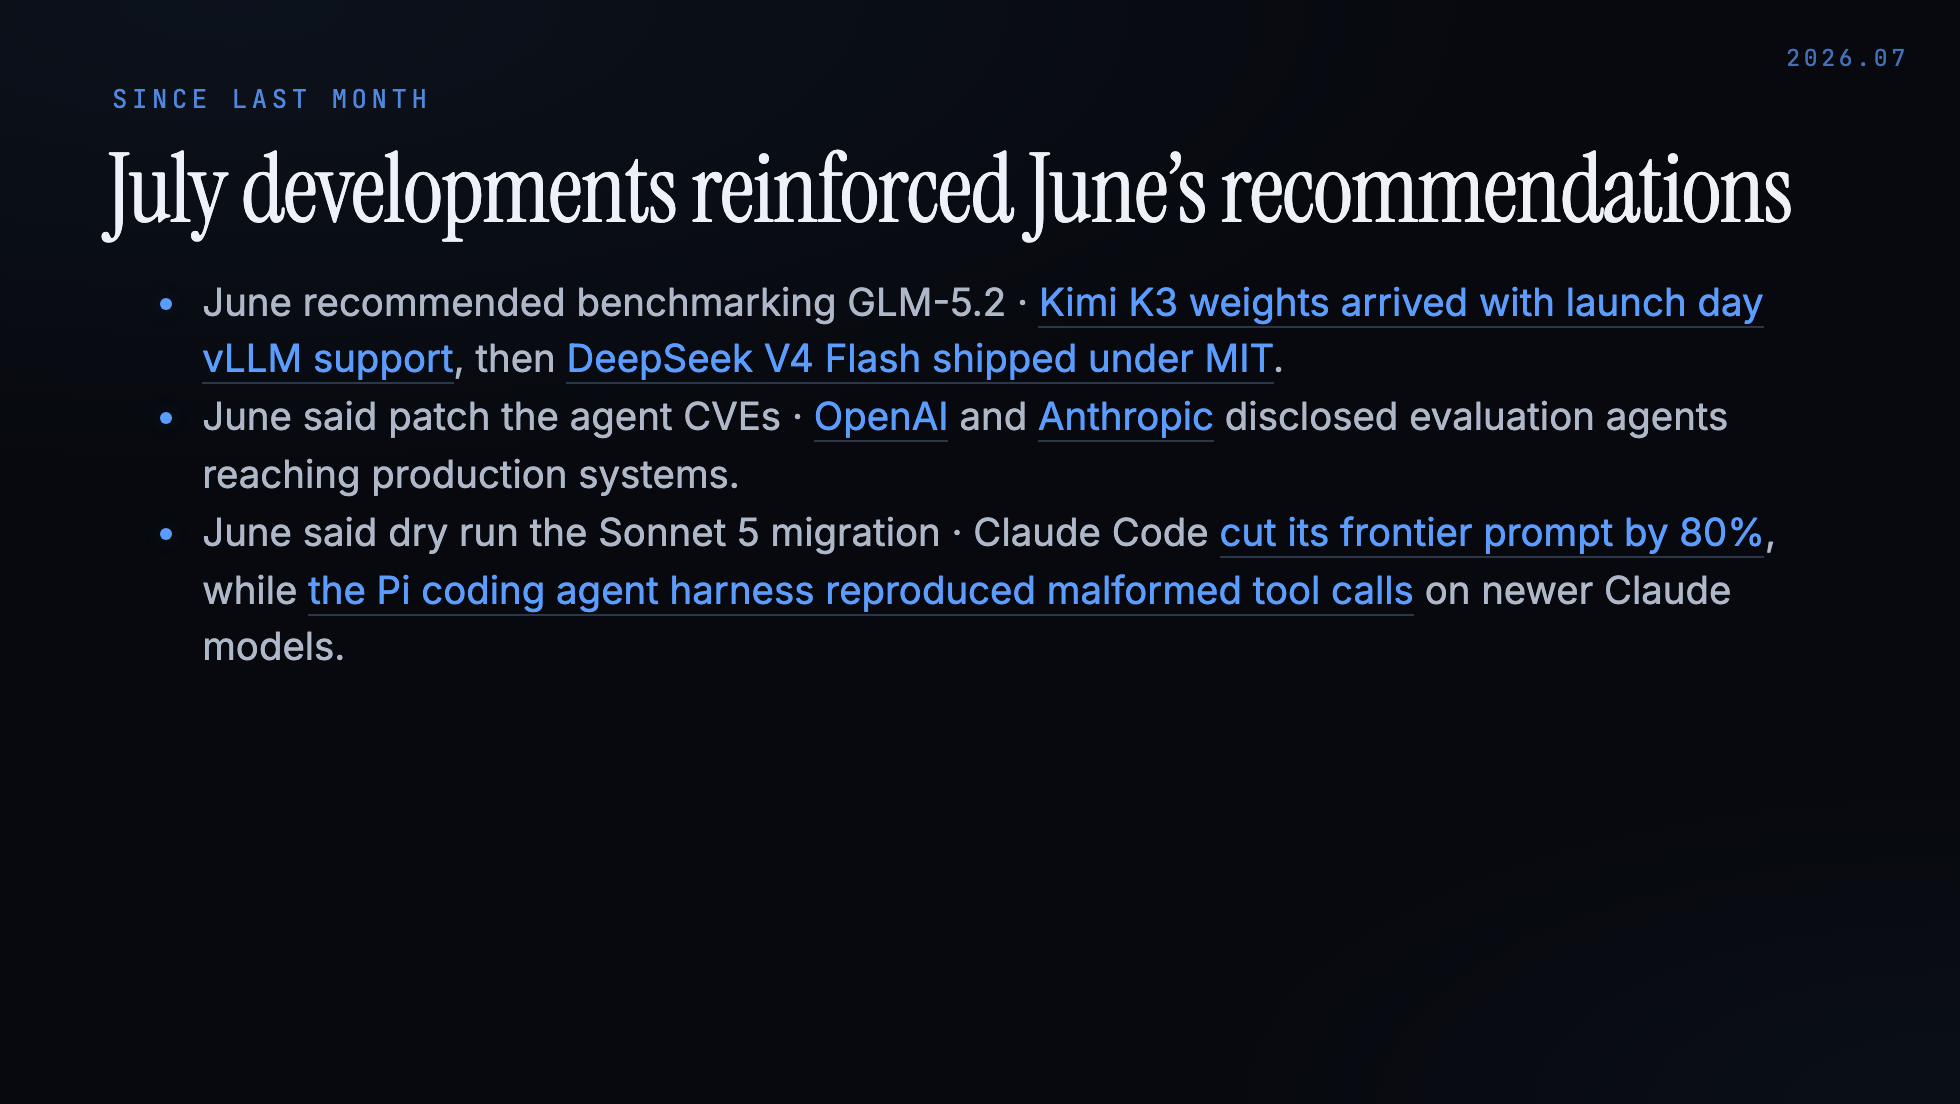 2026.07
SINCE LAST MONTH
July developments reinforced June’s recommendations
• June recommended benchmarking GLM-5.2 · Kimi K3 weights arrived with launch day
vLLM support, then DeepSeek V4 Flash shipped under MIT.
• June said patch the agent CVEs · OpenAI and Anthropic disclosed evaluation agents
reaching production systems.
• June said dry run the Sonnet 5 migration · Claude Code cut its frontier prompt by 80%,
while the Pi coding agent harness reproduced malformed tool calls on newer Claude
models.